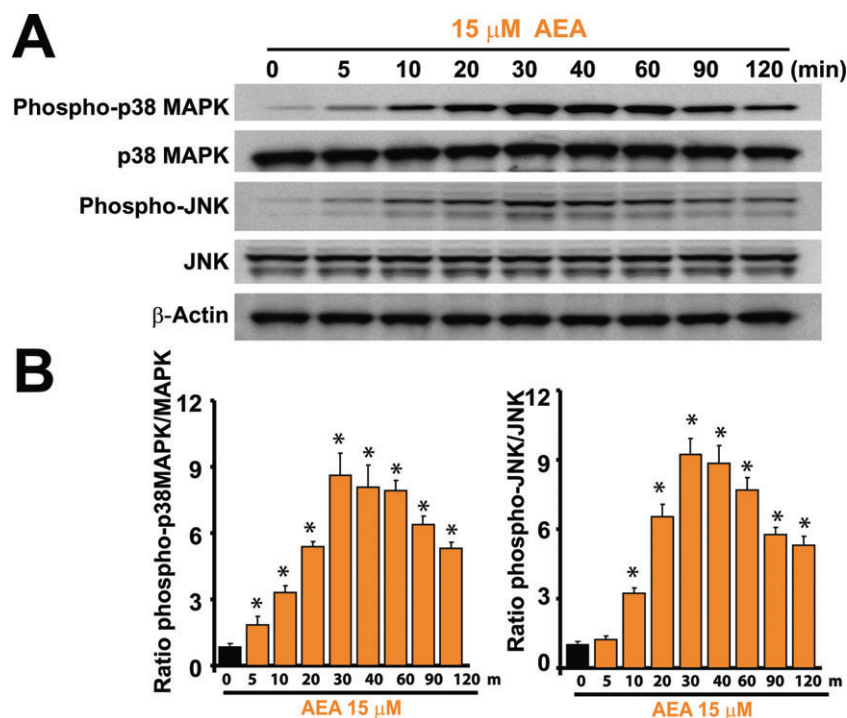 A
15 μM AEA
0 5 10 20 30 40 60 90 120 (min)
Phospho-p38 MAPK
p38 MAPK
Phospho-JNK
JNK
β-Actin
B
Ratio phospho-p38MAPK/MAPK
12
9
6
3
0
* * * * * * * *
0 5 10 20 30 40 60 90 120 m
AEA 15 μM
Ratio phospho-JNK/JNK
12
9
6
3
0
* * * * * * *
0 5 10 20 30 40 60 90 120 m
AEA 15 μM